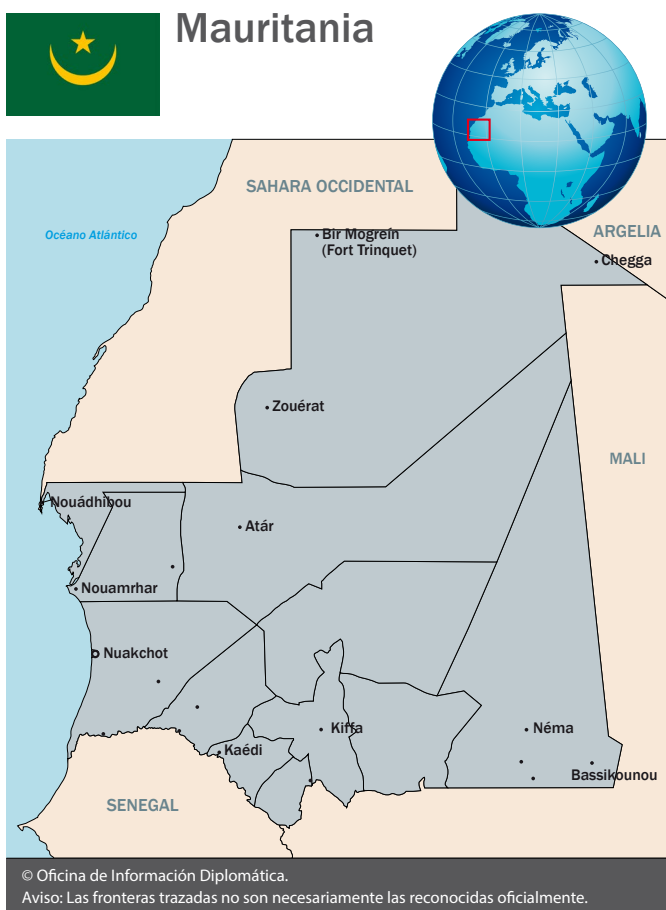 Mauritania
SAHARA OCCIDENTAL
Océano Atlántico
ARGELIA
Bir Mogreín
(Fort Trinquet)
Chegga
Zouérat
MALI
Nouádhibou
Atár
Nouamrhar
Nuakchot
Kiffa
Néma
Kaédi
Bassikounou
SENEGAL
© Oficina de Información Diplomática.
Aviso: Las fronteras trazadas no son necesariamente las reconocidas oficialmente.